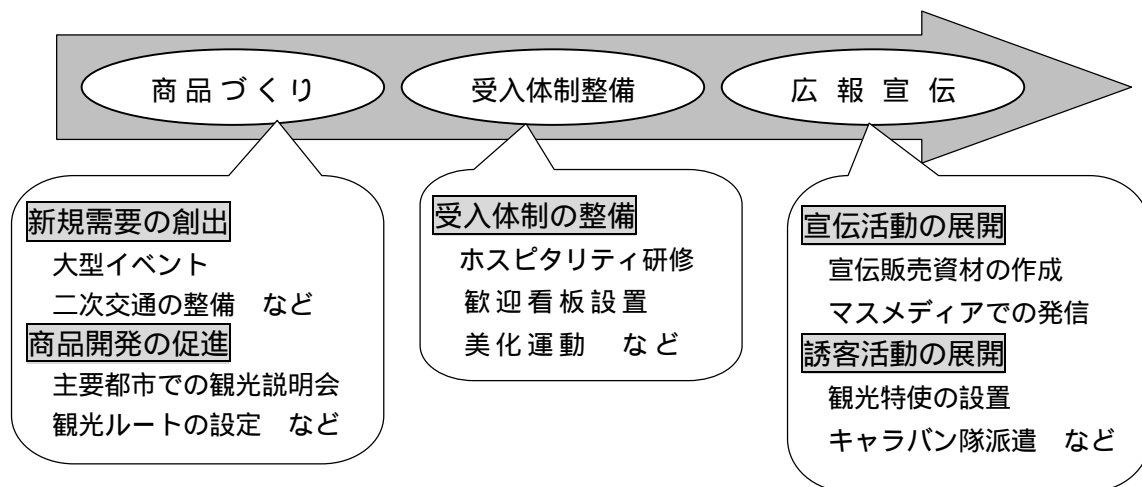 商品づくり
受入体制整備
広報宣伝
新規需要の創出
大型イベント
二次交通の整備　など
商品開発の促進
主要都市での観光説明会
観光ルートの設定　など
受入体制の整備
ホスピタリティ研修
歓迎看板設置
美化運動　など
宣伝活動の展開
宣伝販売資材の作成
マスメディアでの発信
誘客活動の展開
観光特使の設置
キャラバン隊派遣　など